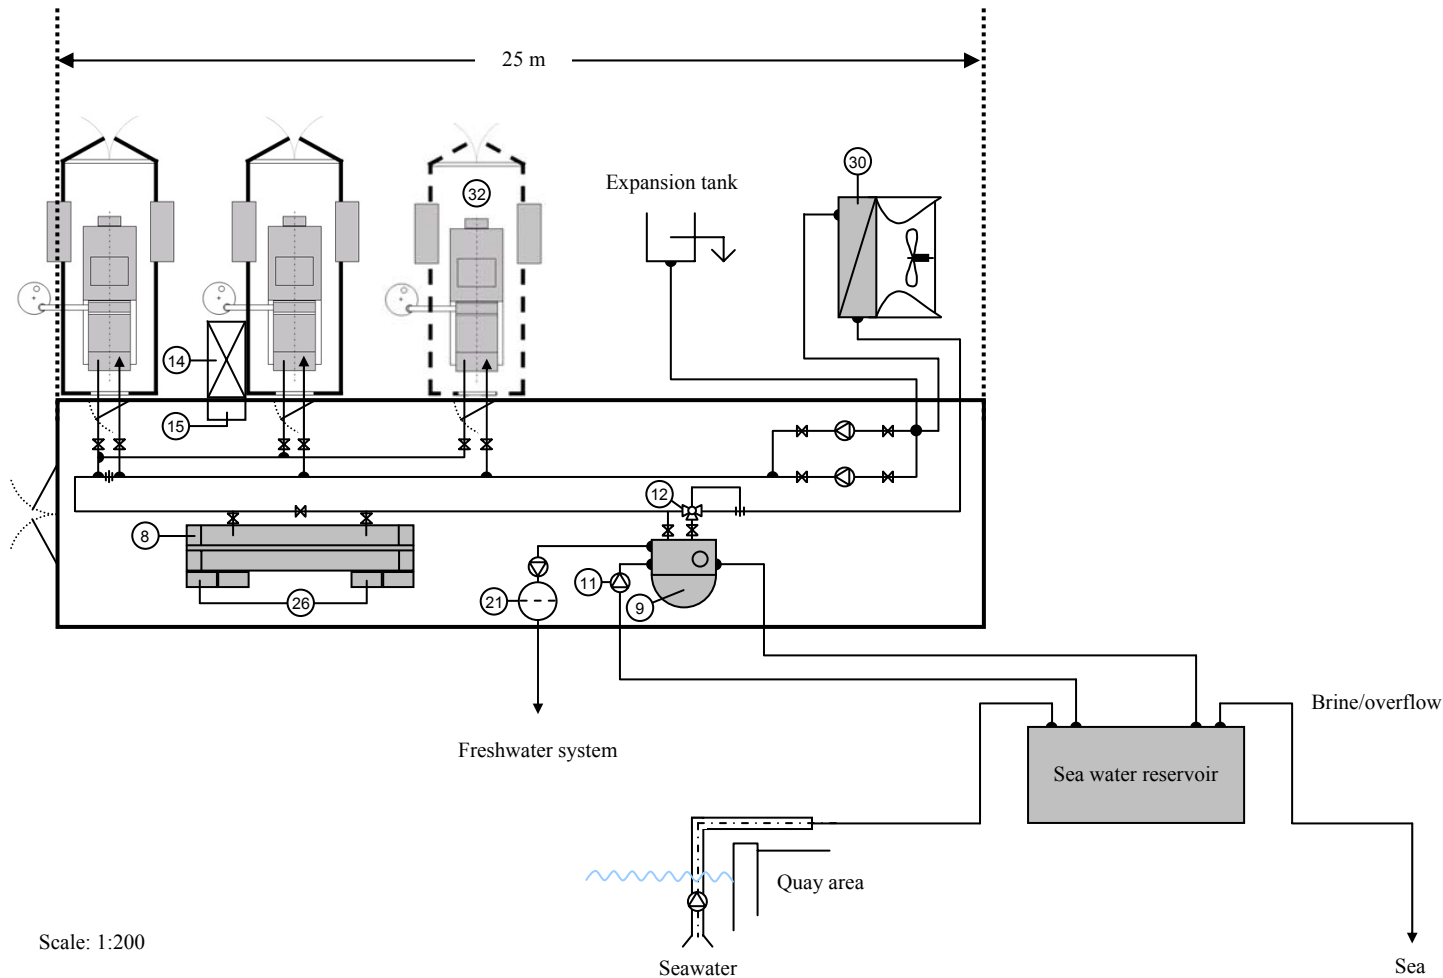 25 m
30
Expansion tank
32
14
15
12
8
11
21
9
26
Brine/overflow
Freshwater system
Sea water reservoir
Quay area
Scale: 1:200
Seawater
Sea